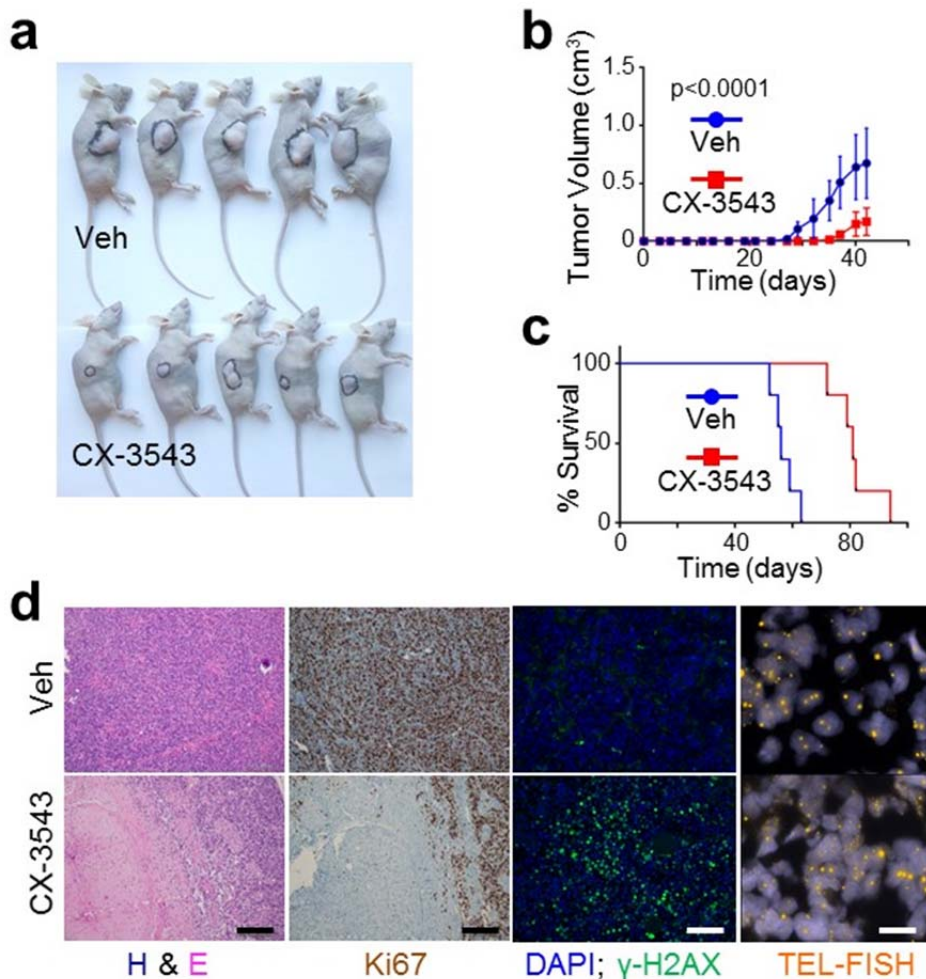 a
Veh
CX-3543
b
Tumor Volume (cm³)
1.5
1.0
0.5
0
p<0.0001
Veh
CX-3543
0
20
40
Time (days)
c
% Survival
100
50
0
Veh
CX-3543
0
40
80
Time (days)
d
Veh
CX-3543
H & E
Ki67
DAPI; γ-H2AX
TEL-FISH